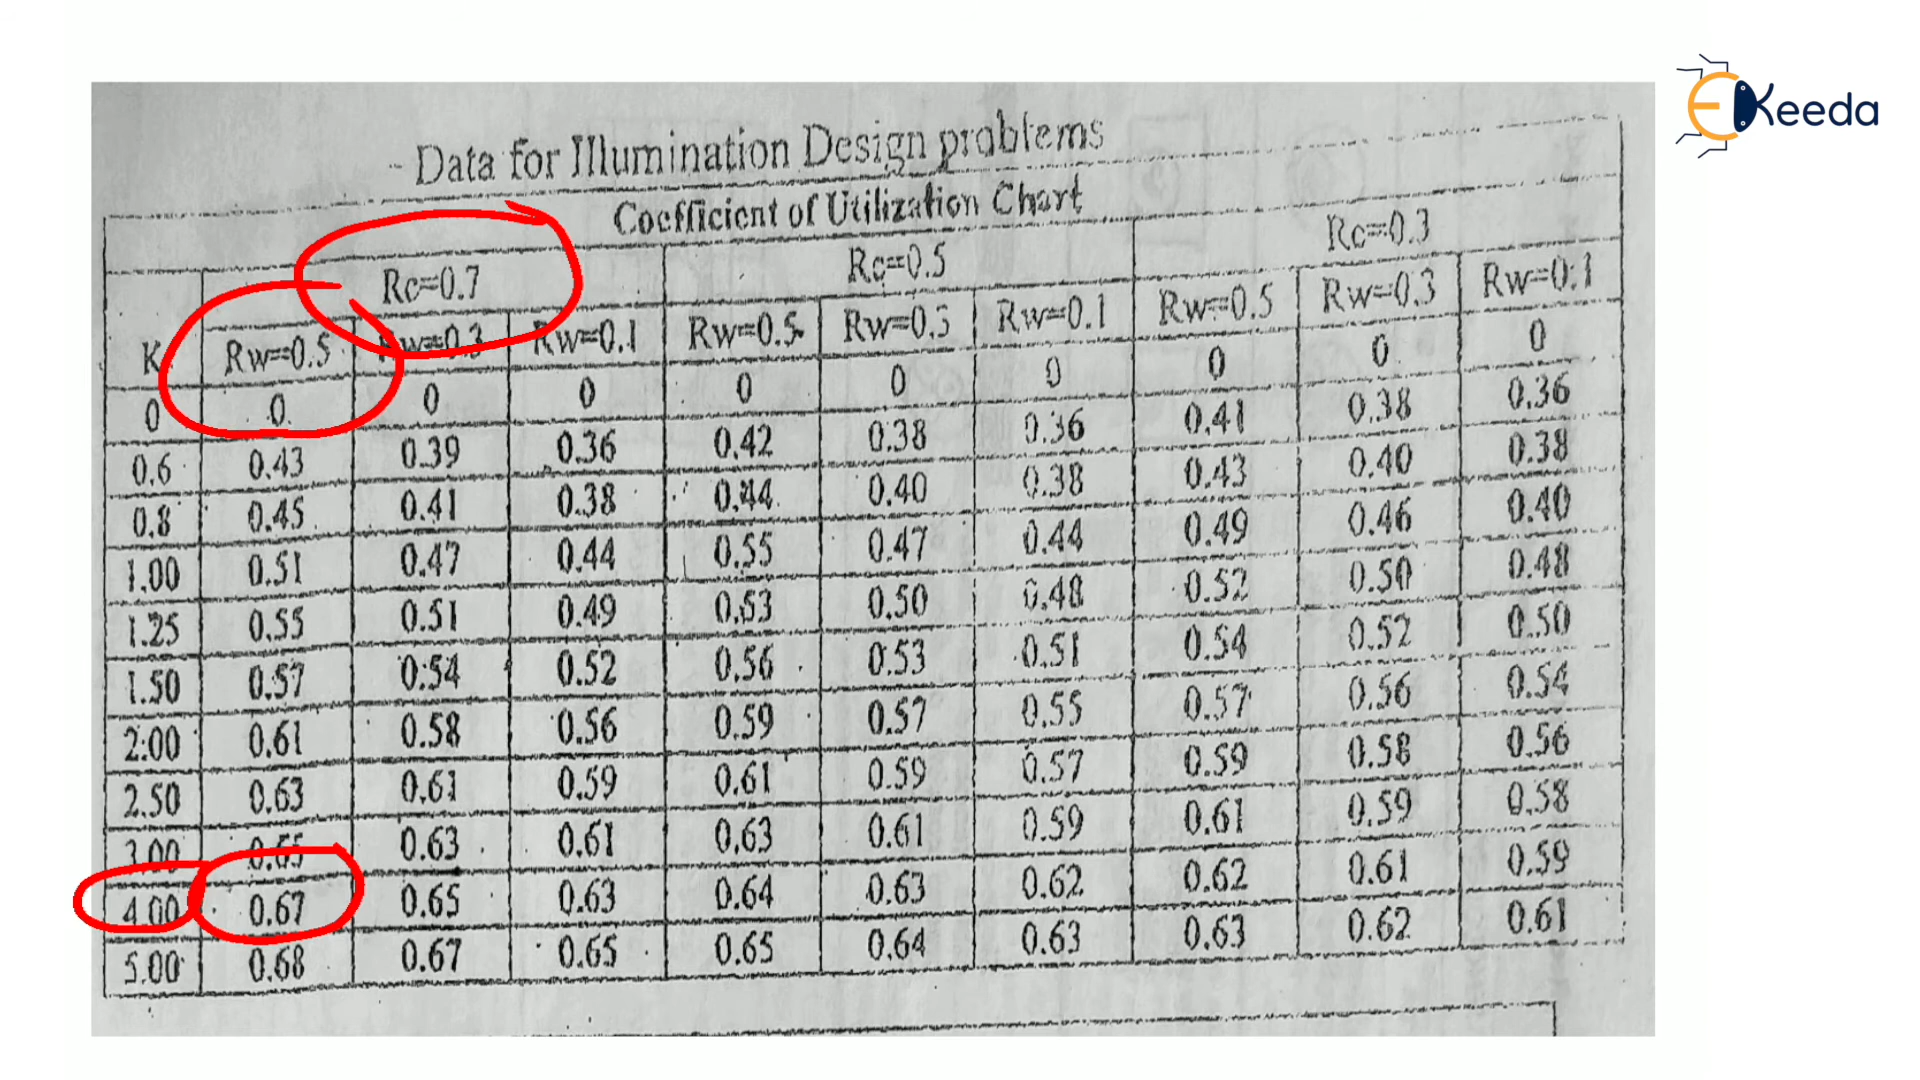 EKeeda
- Data for Illumination Design problems
Coefficient of Utilization Chart
Rc=0.7 Rc=0.5 Rc=0.3
K Rw=0.5 Rw=0.3 Rw=0.1 Rw=0.5 Rw=0.3 Rw=0.1 Rw=0.5 Rw=0.3 Rw=0.1
0 0 0 0 0 0 0 0 0 0
0.6 0.43 0.39 0.36 0.42 0.38 0.36 0.41 0.38 0.36
0.8 0.45 0.41 0.38 0.44 0.40 0.38 0.43 0.40 0.38
1.00 0.51 0.47 0.44 0.55 0.47 0.44 0.49 0.46 0.40
1.25 0.55 0.51 0.49 0.53 0.50 0.48 0.52 0.50 0.48
1.50 0.57 0.54 0.52 0.56 0.53 0.51 0.54 0.52 0.50
2.00 0.61 0.58 0.56 0.59 0.57 0.55 0.57 0.56 0.54
2.50 0.63 0.61 0.59 0.61 0.59 0.57 0.59 0.58 0.56
3.00 0.65 0.63 0.61 0.63 0.61 0.59 0.61 0.59 0.58
4.00 0.67 0.65 0.63 0.64 0.63 0.62 0.62 0.61 0.59
5.00 0.68 0.67 0.65 0.65 0.64 0.63 0.63 0.62 0.61